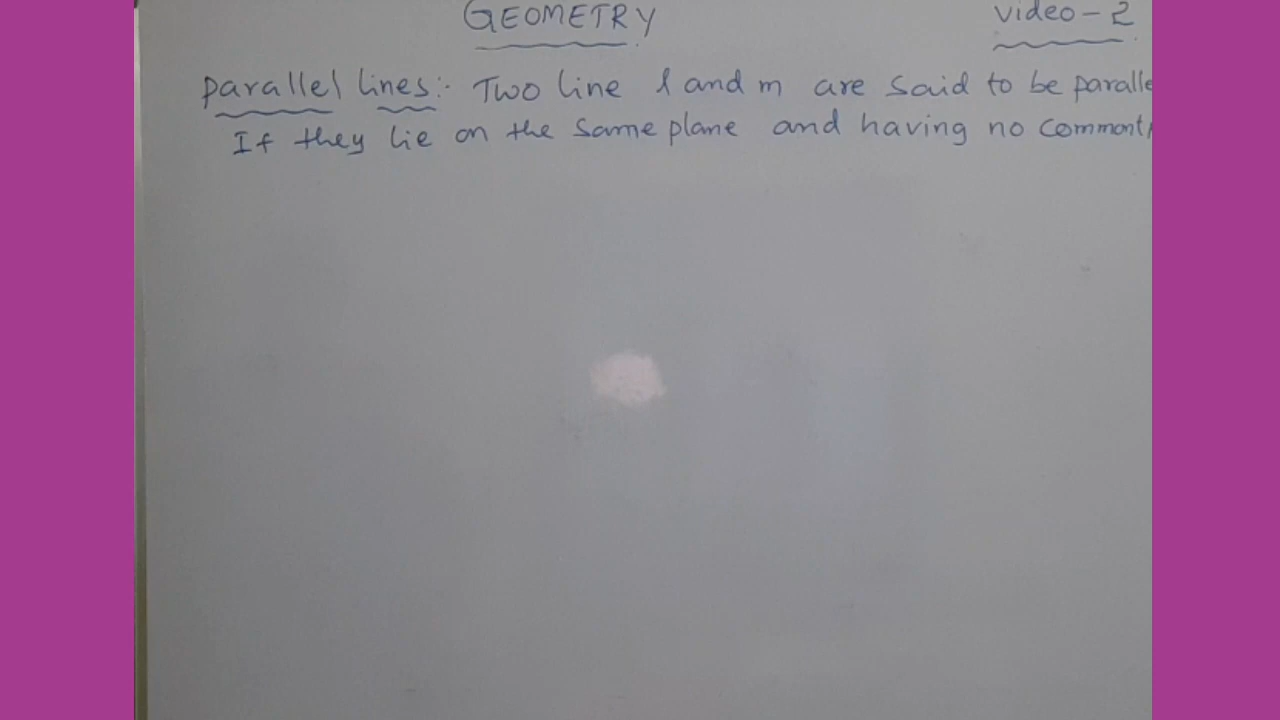 GEOMETRY
Video-2
Parallel lines:- Two line l and m are said to be paralle
If they lie on the same plane and having no common